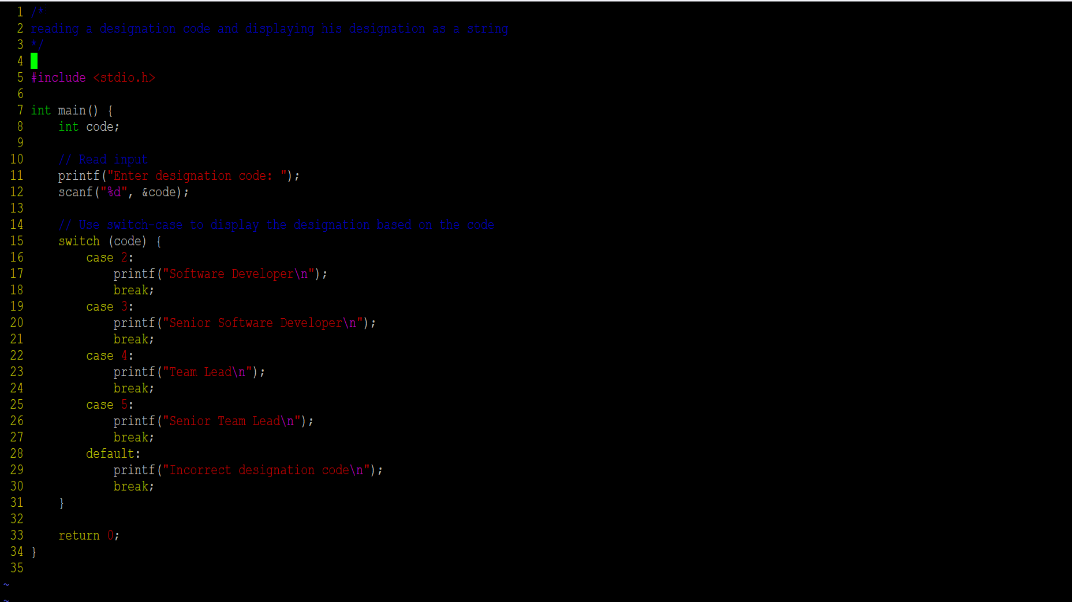 1 /*
2 reading a designation code and displaying his designation as a string
3 */
4
5 #include <stdio.h>
6
7 int main() {
8     int code;
9
10     // Read input
11     printf("Enter designation code: ");
12     scanf("%d", &code);
13
14     // Use switch-case to display the designation based on the code
15     switch (code) {
16         case 2:
17             printf("Software Developer\n");
18             break;
19         case 3:
20             printf("Senior Software Developer\n");
21             break;
22         case 4:
23             printf("Team Lead\n");
24             break;
25         case 5:
26             printf("Senior Team Lead\n");
27             break;
28         default:
29             printf("Incorrect designation code\n");
30             break;
31     }
32
33     return 0;
34 }
35
~
~